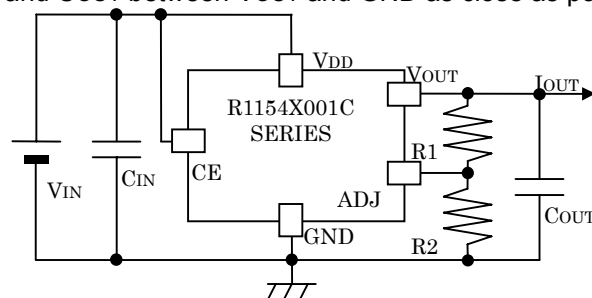 and COUT between VOUT and GND as close as po
VDD
VOUT
IOUT
R1154X001C
SERIES
CE
R1
ADJ
VIN
CIN
COUT
GND
R2